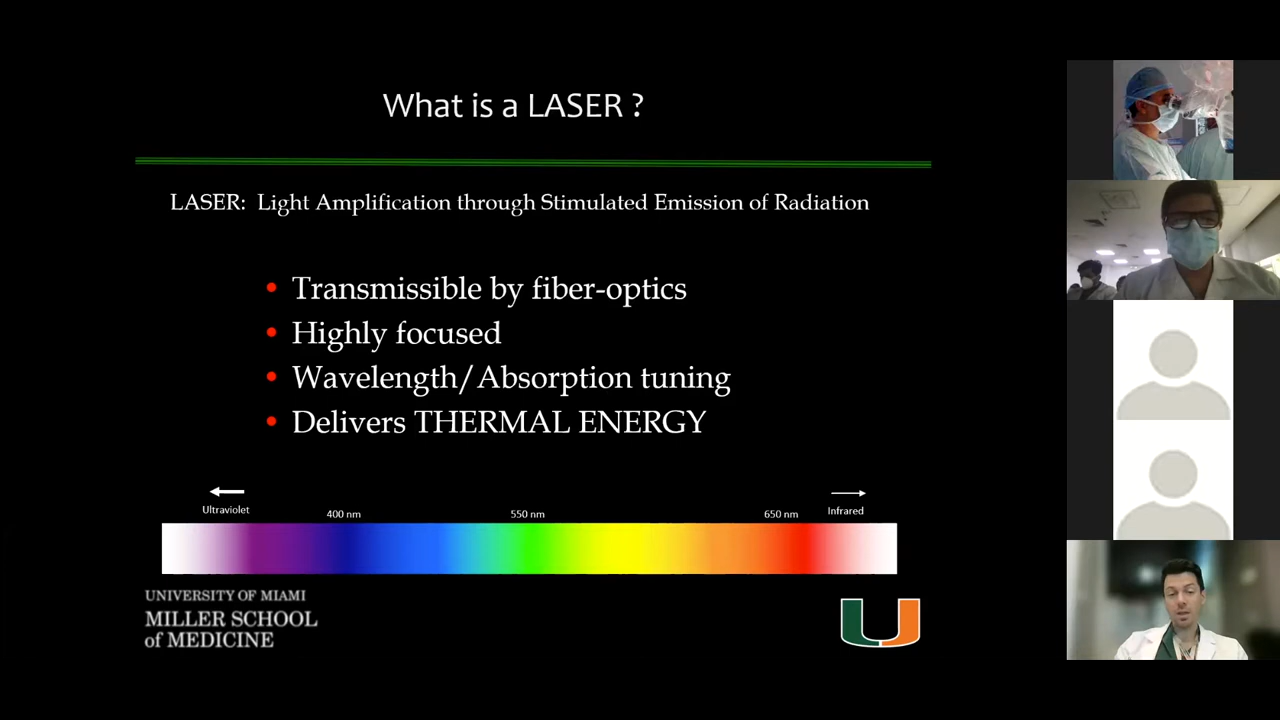 What is a LASER ?
LASER: Light Amplification through Stimulated Emission of Radiation
• Transmissible by fiber-optics
• Highly focused
• Wavelength/Absorption tuning
• Delivers THERMAL ENERGY
Ultraviolet 400 nm 550 nm 650 nm Infrared
UNIVERSITY OF MIAMI
MILLER SCHOOL
of MEDICINE